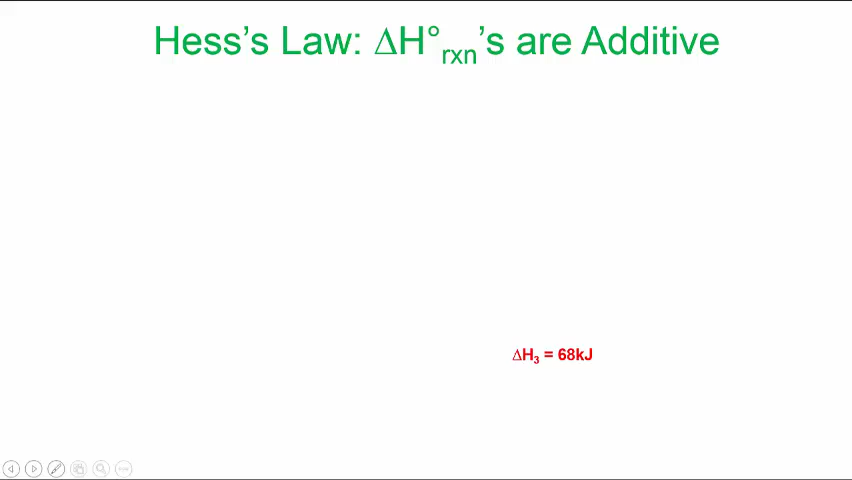 Hess’s Law: ΔH°rxn’s are Additive
ΔH3 = 68kJ